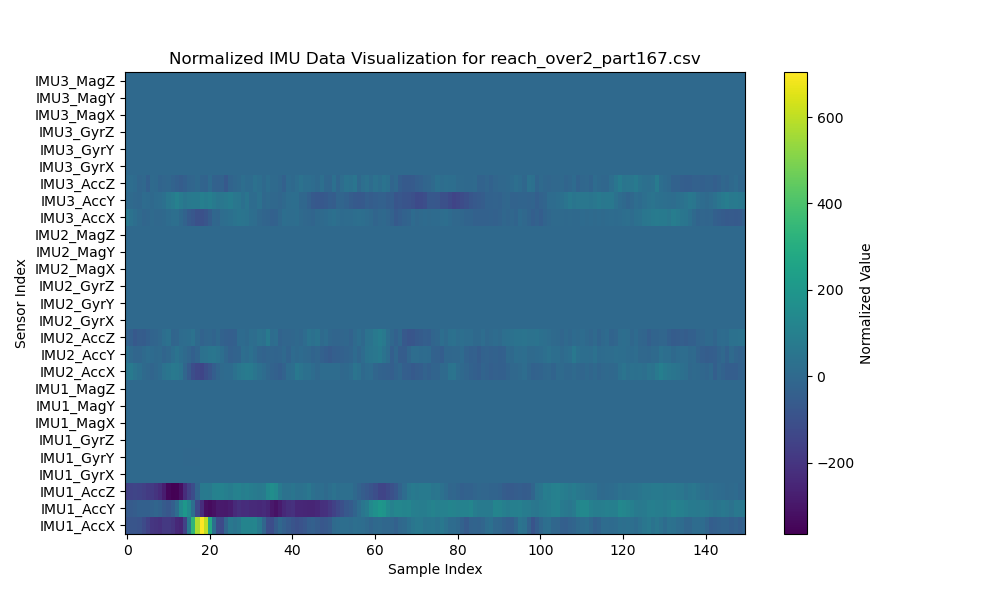 Normalized IMU Data Visualization for reach_over2_part167.csv
IMU3_MagZ
IMU3_MagY
IMU3_MagX
IMU3_GyrZ
IMU3_GyrY
IMU3_GyrX
IMU3_AccZ
IMU3_AccY
IMU3_AccX
IMU2_MagZ
IMU2_MagY
IMU2_MagX
IMU2_GyrZ
IMU2_GyrY
IMU2_GyrX
IMU2_AccZ
IMU2_AccY
IMU2_AccX
IMU1_MagZ
IMU1_MagY
IMU1_MagX
IMU1_GyrZ
IMU1_GyrY
IMU1_GyrX
IMU1_AccZ
IMU1_AccY
IMU1_AccX
Sensor Index
0 20 40 60 80 100 120 140
Sample Index
600
400
200
0
−200
Normalized Value